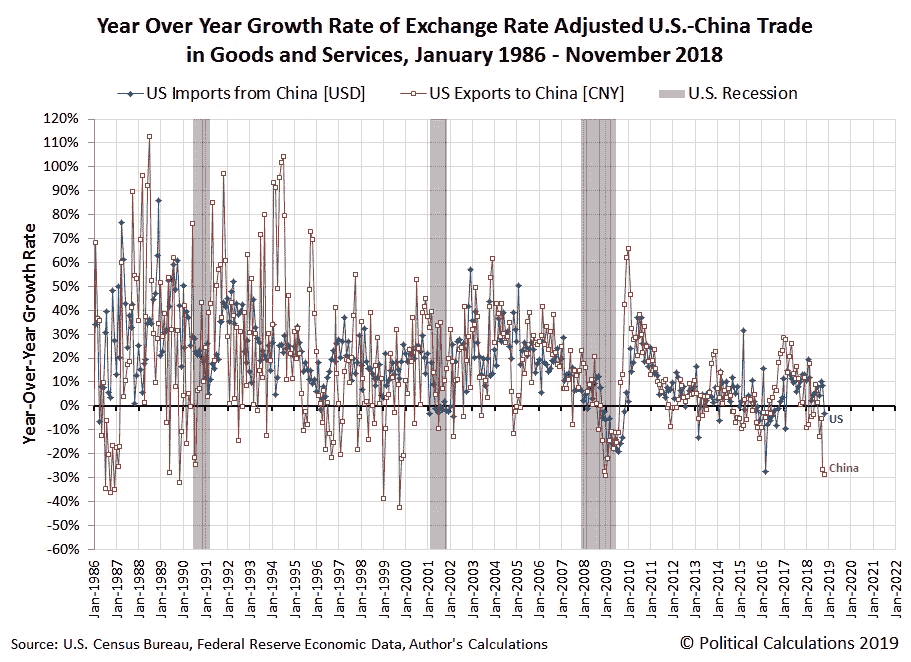 Year Over Year Growth Rate of Exchange Rate Adjusted U.S.-China Trade
in Goods and Services, January 1986 - November 2018
US Imports from China [USD]
US Exports to China [CNY]
U.S. Recession
Year-Over-Year Growth Rate
120%
110%
100%
90%
80%
70%
60%
50%
40%
30%
20%
10%
0%
-10%
-20%
-30%
-40%
-50%
-60%
US
China
Jan-1986
Jan-1987
Jan-1988
Jan-1989
Jan-1990
Jan-1991
Jan-1992
Jan-1993
Jan-1994
Jan-1995
Jan-1996
Jan-1997
Jan-1998
Jan-1999
Jan-2000
Jan-2001
Jan-2002
Jan-2003
Jan-2004
Jan-2005
Jan-2006
Jan-2007
Jan-2008
Jan-2009
Jan-2010
Jan-2011
Jan-2012
Jan-2013
Jan-2014
Jan-2015
Jan-2016
Jan-2017
Jan-2018
Jan-2019
Jan-2020
Jan-2021
Jan-2022
Source: U.S. Census Bureau, Federal Reserve Economic Data, Author's Calculations
© Political Calculations 2019